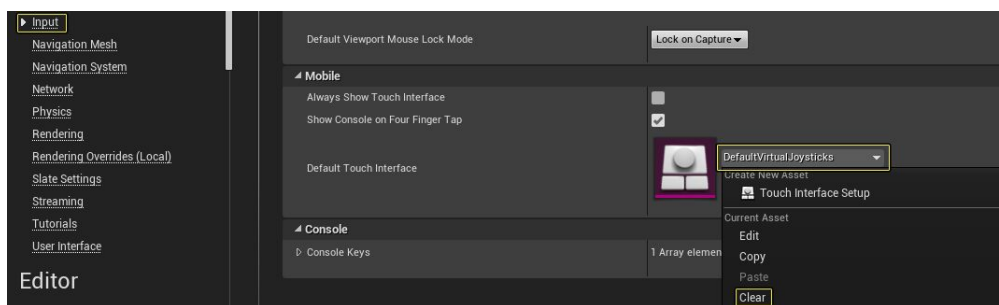 Input
Navigation Mesh
Navigation System
Network
Physics
Rendering
Rendering Overrides (Local)
Slate Settings
Streaming
Tutorials
User Interface
Editor
Default Viewport Mouse Lock Mode
Lock on Capture
Mobile
Always Show Touch Interface
Show Console on Four Finger Tap
Default Touch Interface
DefaultVirtualJoysticks
Create New Asset
Touch Interface Setup
Current Asset
Edit
Copy
Paste
Clear
Console
Console Keys
1 Array elemen